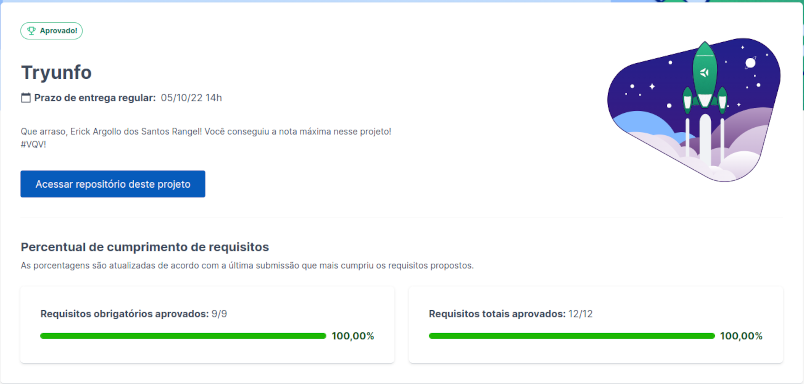 Aprovado!
Tryunfo
Prazo de entrega regular: 05/10/22 14h
Que arraso, Erick Argollo dos Santos Rangel! Você conseguiu a nota máxima nesse projeto!
#VQV!
Acessar repositório deste projeto
Percentual de cumprimento de requisitos
As porcentagens são atualizadas de acordo com a última submissão que mais cumpriu os requisitos propostos.
Requisitos obrigatórios aprovados: 9/9
100,00%
Requisitos totais aprovados: 12/12
100,00%